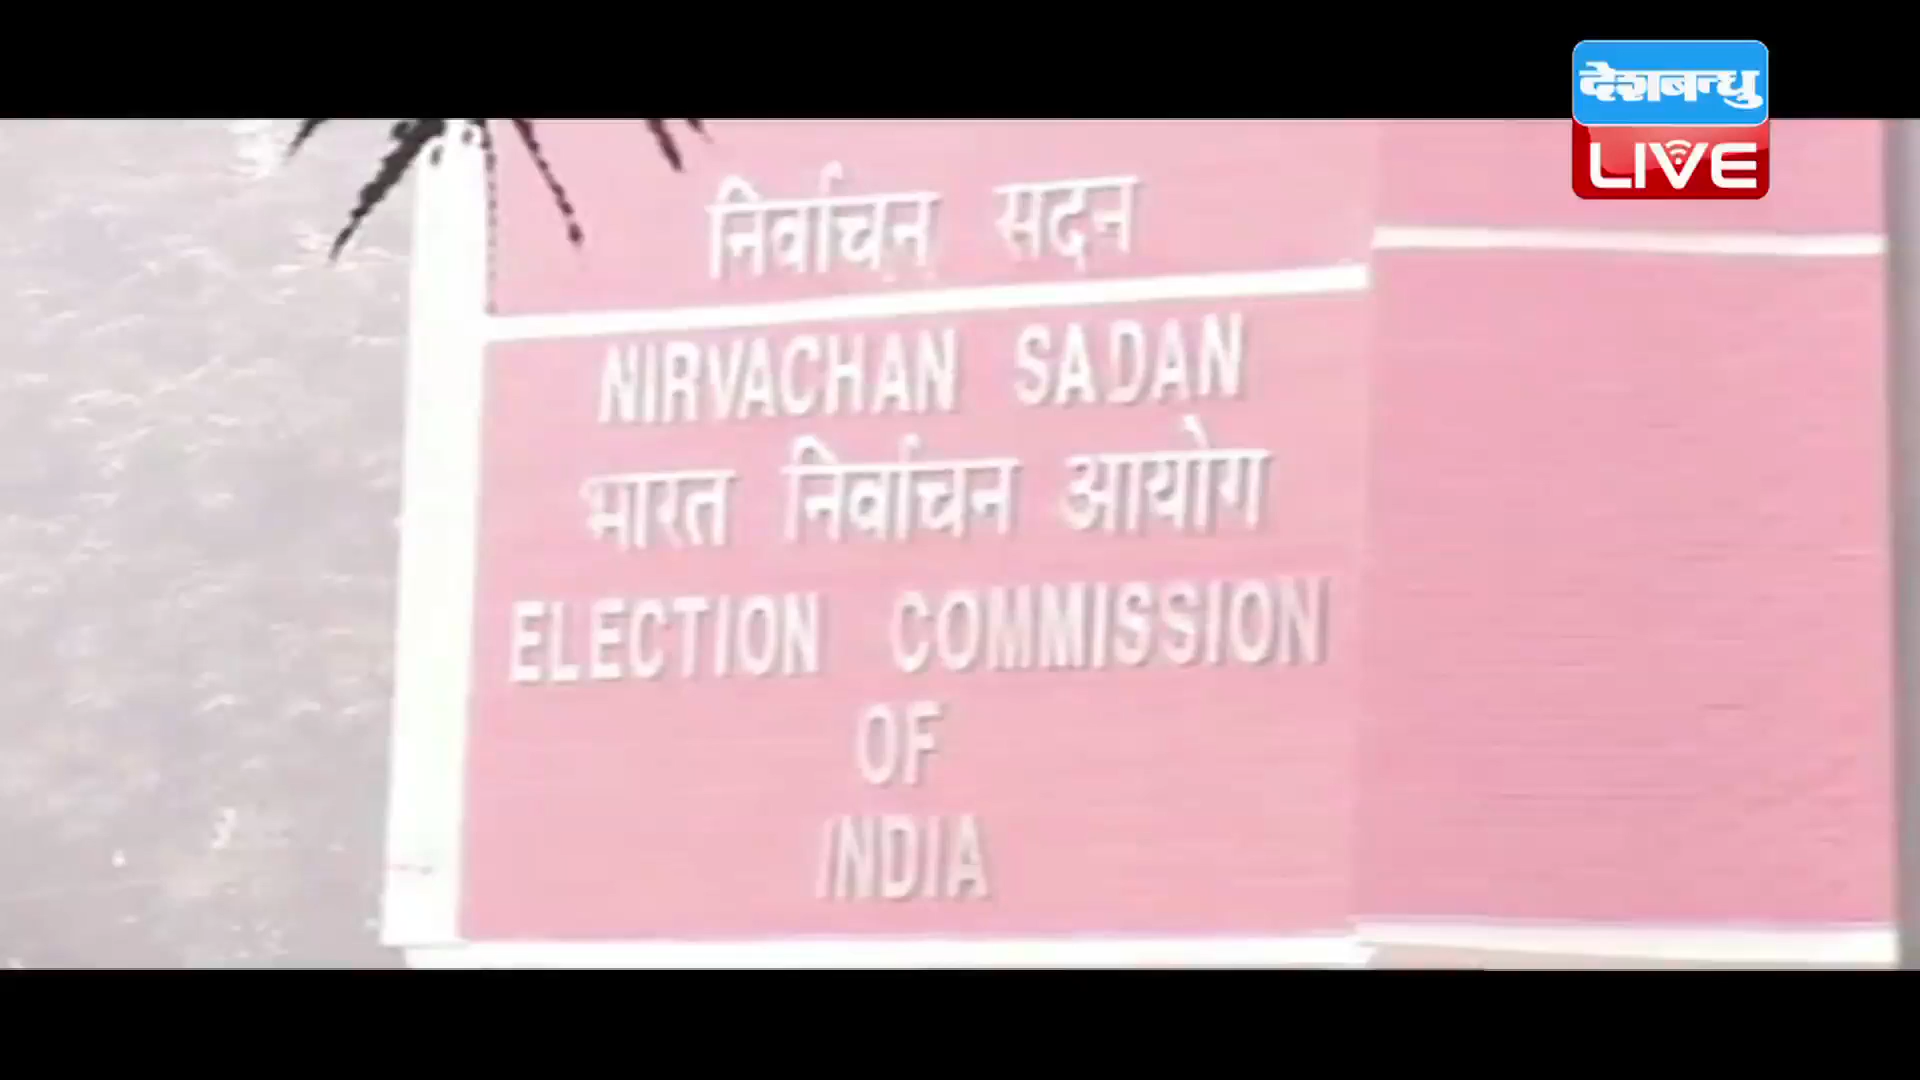 देशबन्धु
LIVE
निर्वाचन सदन
NIRVACHAN SADAN
भारत निर्वाचन आयोग
ELECTION COMMISSION
OF
INDIA